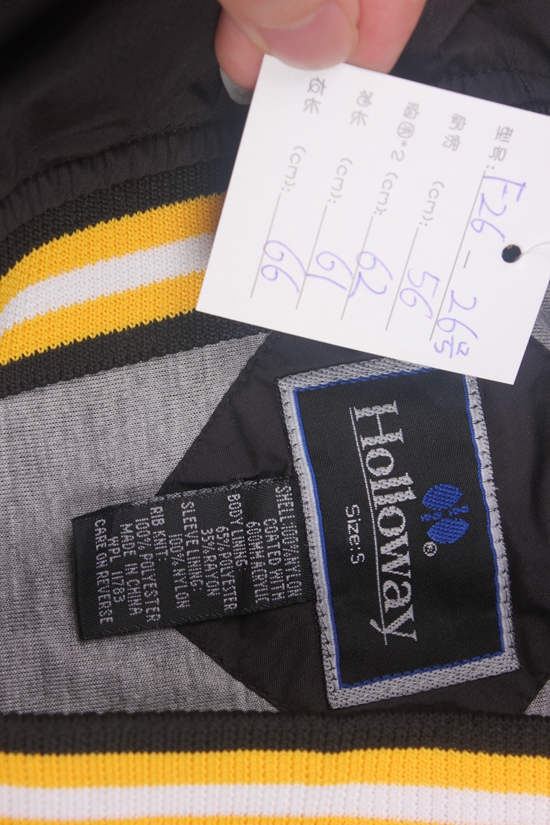 型号: F26-26号
肩宽 (cm): 56
胸围*2 (cm): 62
袖长 (cm): 61
衣长 (cm): 66
Holloway®
Size: S
SHELL:100% NYLON
COATED WITH
600MM ACRYLIC
BODY LINING:
65% POLYESTER
35% RAYON
SLEEVE LINING:
100% NYLON
RIB KNIT:
100% POLYESTER
MADE IN CHINA
WPL 11783
CARE ON REVERSE